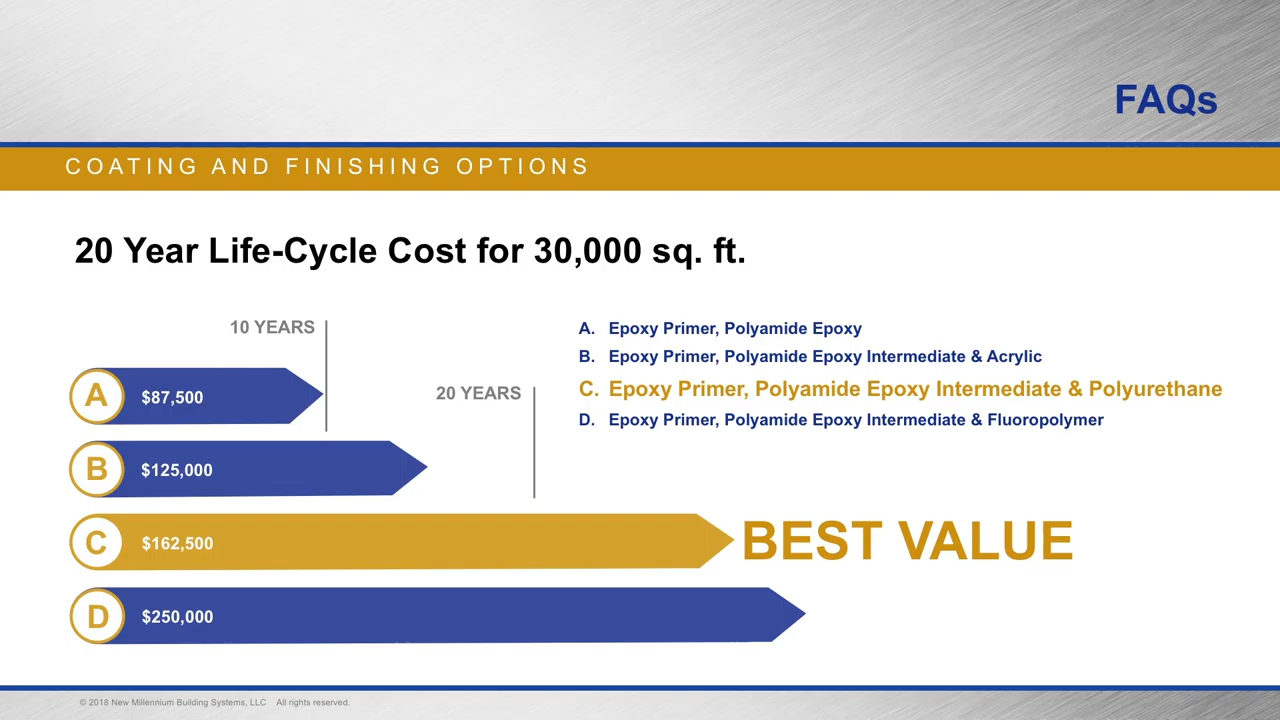 FAQs
COATING AND FINISHING OPTIONS
20 Year Life-Cycle Cost for 30,000 sq. ft.
10 YEARS
20 YEARS
A. Epoxy Primer, Polyamide Epoxy
B. Epoxy Primer, Polyamide Epoxy Intermediate & Acrylic
C. Epoxy Primer, Polyamide Epoxy Intermediate & Polyurethane
D. Epoxy Primer, Polyamide Epoxy Intermediate & Fluoropolymer
A $87,500
B $125,000
C $162,500 BEST VALUE
D $250,000
© 2018 New Millennium Building Systems, LLC All rights reserved.